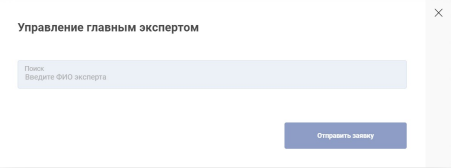 Управление главным экспертом
Поиск
Введите ФИО эксперта
Отправить заявку